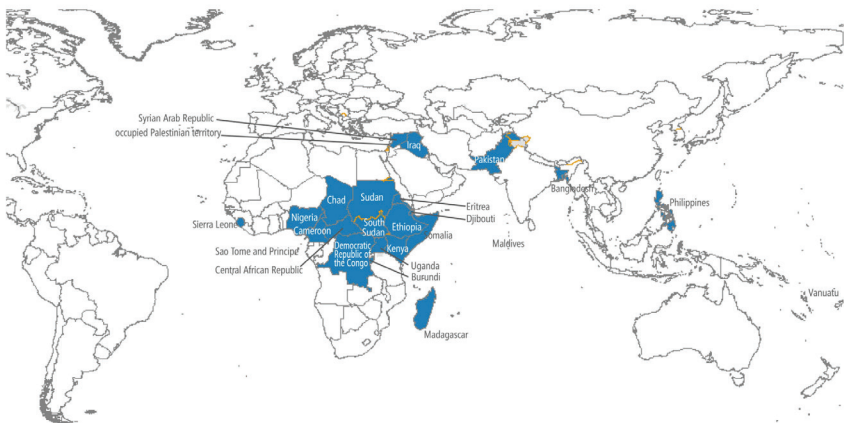 Syrian Arab Republic
occupied Palestinian territory
Iraq
Pakistan
Bangladesh
Philippines
Chad
Sudan
Eritrea
Djibouti
Nigeria
South
Sudan
Ethiopia
Sierra Leone
Cameroon
Somalia
Maldives
Sao Tome and Principe
Democratic
Republic of
the Congo
Kenya
Central African Republic
Uganda
Burundi
Vanuatu
Madagascar